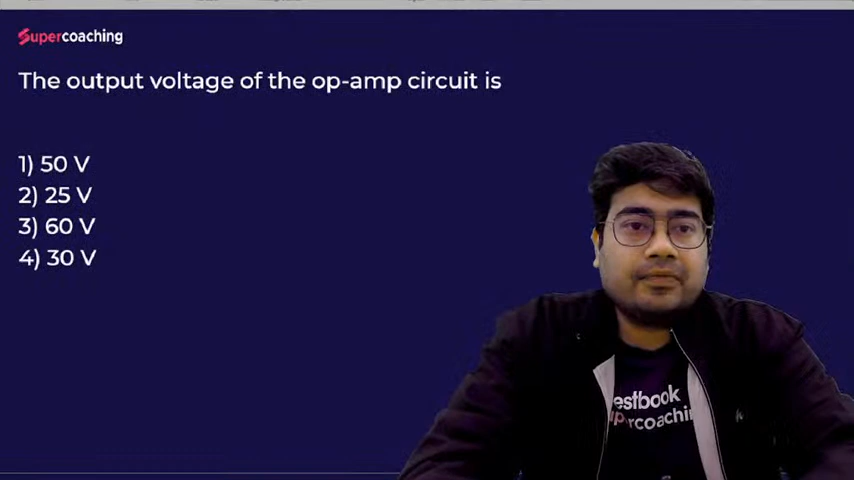 Supercoaching
The output voltage of the op-amp circuit is
1) 50 V
2) 25 V
3) 60 V
4) 30 V
estbook
percoachin